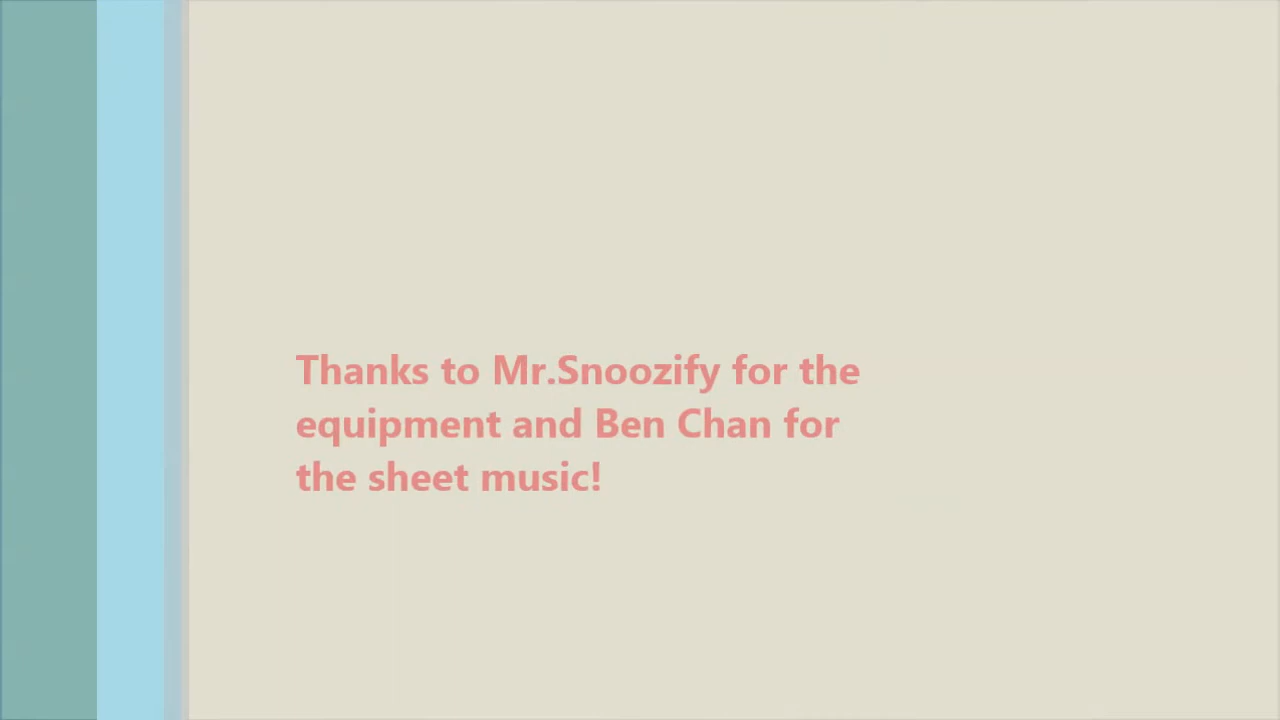 Thanks to Mr.Snoozify for the
equipment and Ben Chan for
the sheet music!